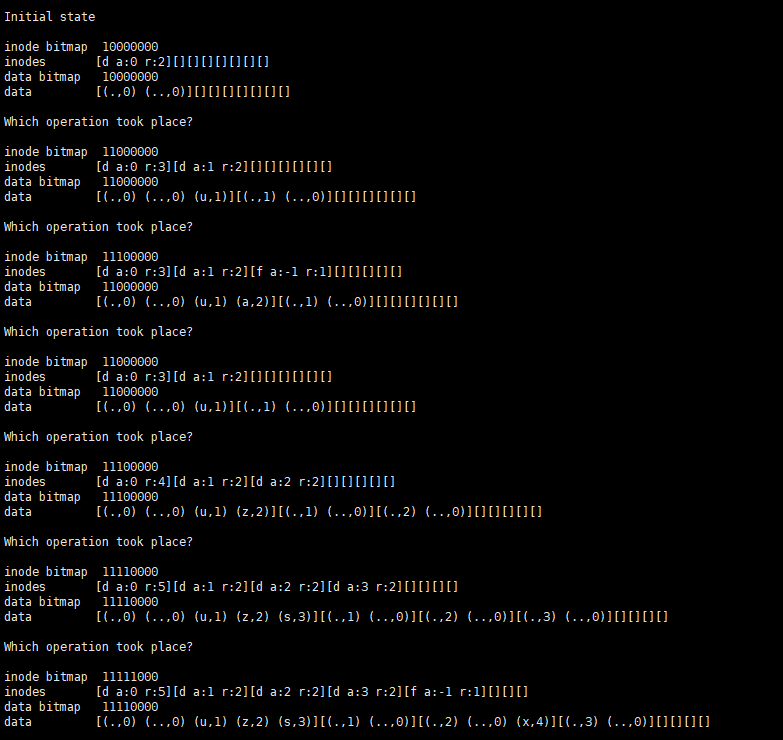 Initial state
inode bitmap  10000000
inodes       [d a:0 r:2][][][][][][][]
data bitmap   10000000
data         [(.,0) (..,0)][][][][][][][]
Which operation took place?
inode bitmap  11000000
inodes       [d a:0 r:3][d a:1 r:2][][][][][][]
data bitmap   11000000
data         [(.,0) (..,0) (u,1)][(.,1) (..,0)][][][][][][]
Which operation took place?
inode bitmap  11100000
inodes       [d a:0 r:3][d a:1 r:2][f a:-1 r:1][][][][][]
data bitmap   11000000
data         [(.,0) (..,0) (u,1) (a,2)][(.,1) (..,0)][][][][][][]
Which operation took place?
inode bitmap  11000000
inodes       [d a:0 r:3][d a:1 r:2][][][][][][]
data bitmap   11000000
data         [(.,0) (..,0) (u,1)][(.,1) (..,0)][][][][][][]
Which operation took place?
inode bitmap  11100000
inodes       [d a:0 r:4][d a:1 r:2][d a:2 r:2][][][][][]
data bitmap   11100000
data         [(.,0) (..,0) (u,1) (z,2)][(.,1) (..,0)][(.,2) (..,0)][][][][][]
Which operation took place?
inode bitmap  11110000
inodes       [d a:0 r:5][d a:1 r:2][d a:2 r:2][d a:3 r:2][][][][]
data bitmap   11110000
data         [(.,0) (..,0) (u,1) (z,2) (s,3)][(.,1) (..,0)][(.,2) (..,0)][(.,3) (..,0)][][][][]
Which operation took place?
inode bitmap  11111000
inodes       [d a:0 r:5][d a:1 r:2][d a:2 r:2][d a:3 r:2][f a:-1 r:1][][][]
data bitmap   11110000
data         [(.,0) (..,0) (u,1) (z,2) (s,3)][(.,1) (..,0)][(.,2) (..,0) (x,4)][(.,3) (..,0)][][][][]